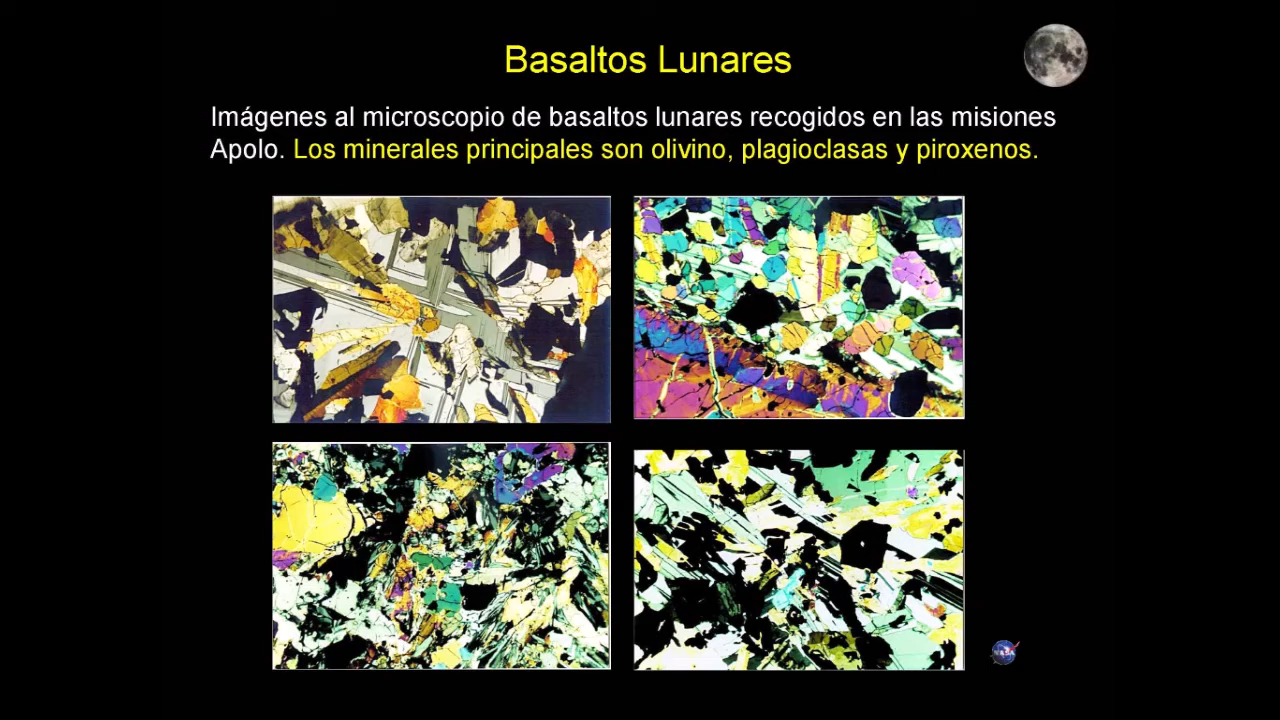 Basaltos Lunares
Imágenes al microscopio de basaltos lunares recogidos en las misiones
Apolo. Los minerales principales son olivino, plagioclasas y piroxenos.
NASA